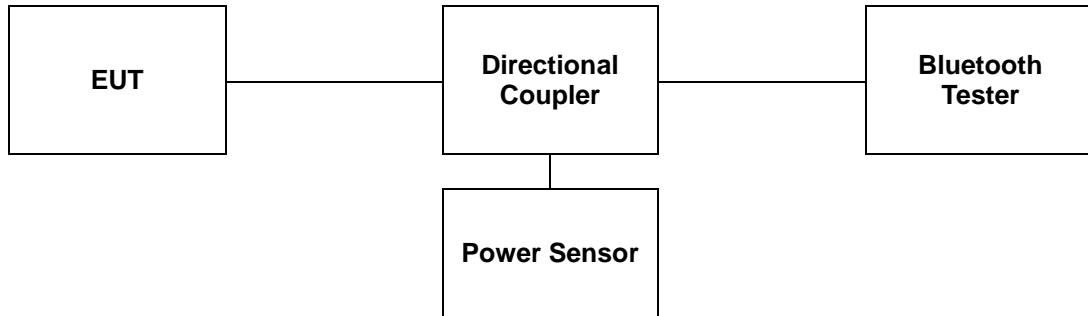 EUT
Directional
Coupler
Bluetooth
Tester
Power Sensor